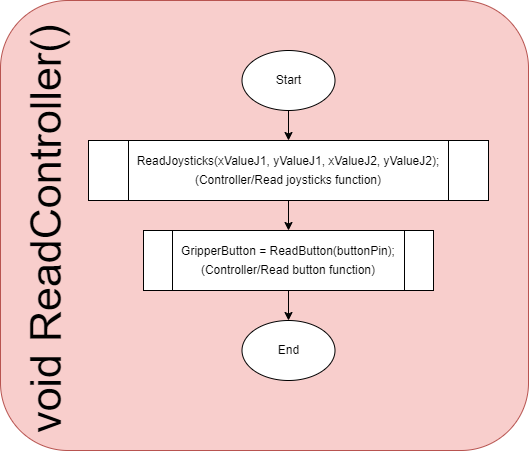 void ReadController()
Start
ReadJoysticks(xValueJ1, yValueJ1, xValueJ2, yValueJ2);
(Controller/Read joysticks function)
GripperButton = ReadButton(buttonPin);
(Controller/Read button function)
End